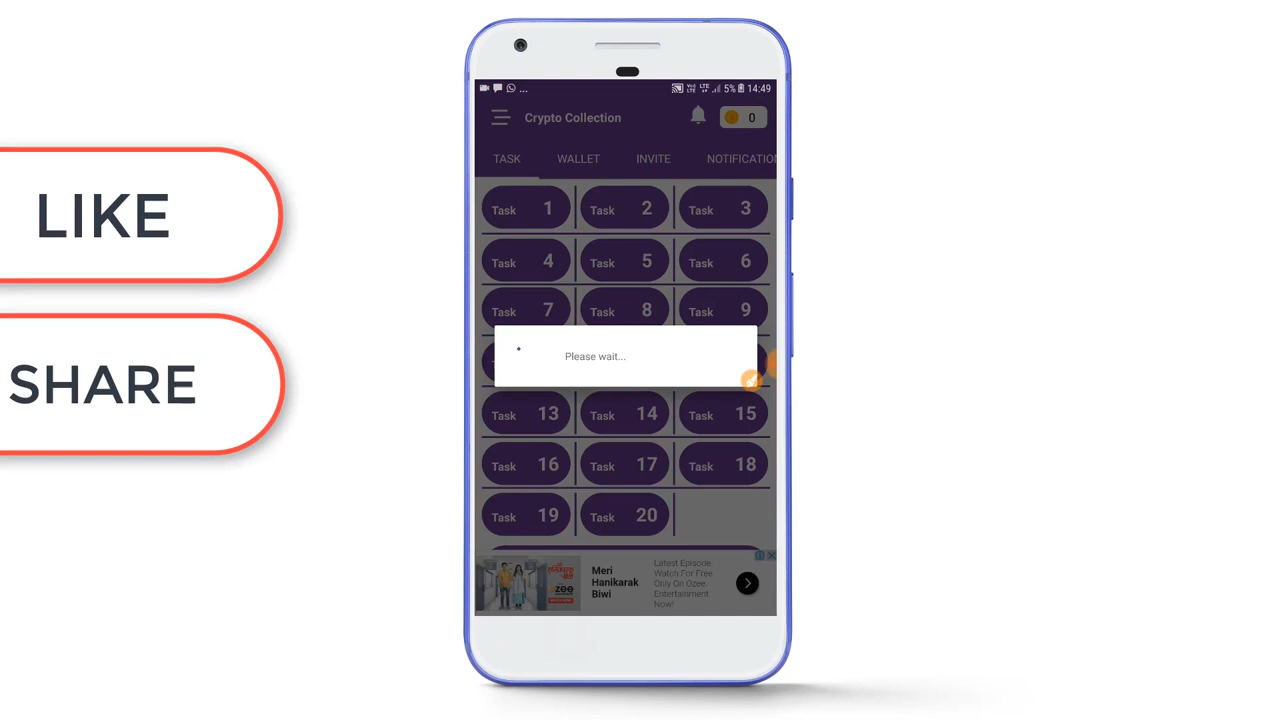 LIKE
SHARE
... VoD LTE LTE 5% 14:49
Crypto Collection 0
TASK WALLET INVITE NOTIFICATION
Task 1 Task 2 Task 3
Task 4 Task 5 Task 6
Task 7 Task 8 Task 9
Please wait...
Task 13 Task 14 Task 15
Task 16 Task 17 Task 18
Task 19 Task 20
Meri
Hanikarak
Biwi
Latest Episode.
Watch For Free
Only On Ozee.
Entertainment
Now!